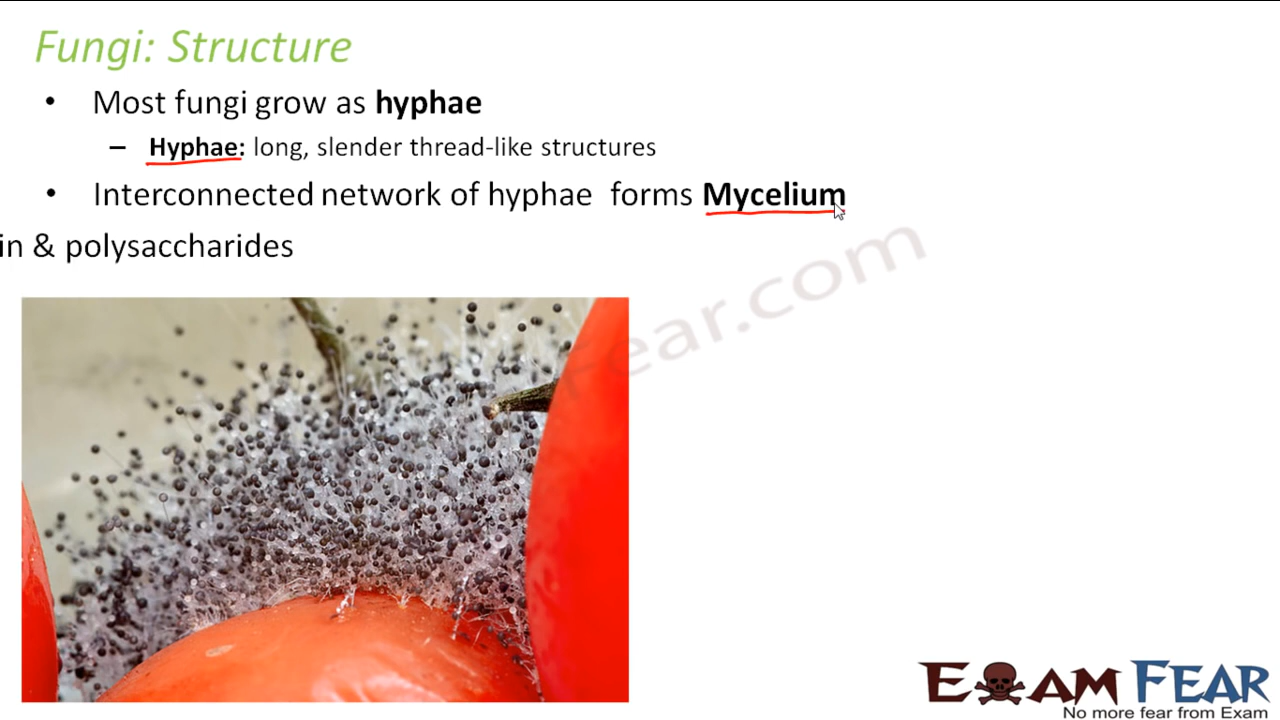 Fungi: Structure
• Most fungi grow as hyphae
– Hyphae: long, slender thread-like structures
• Interconnected network of hyphae forms Mycelium
in & polysaccharides
Fear.com
EXAM FEAR
No more fear from Exam